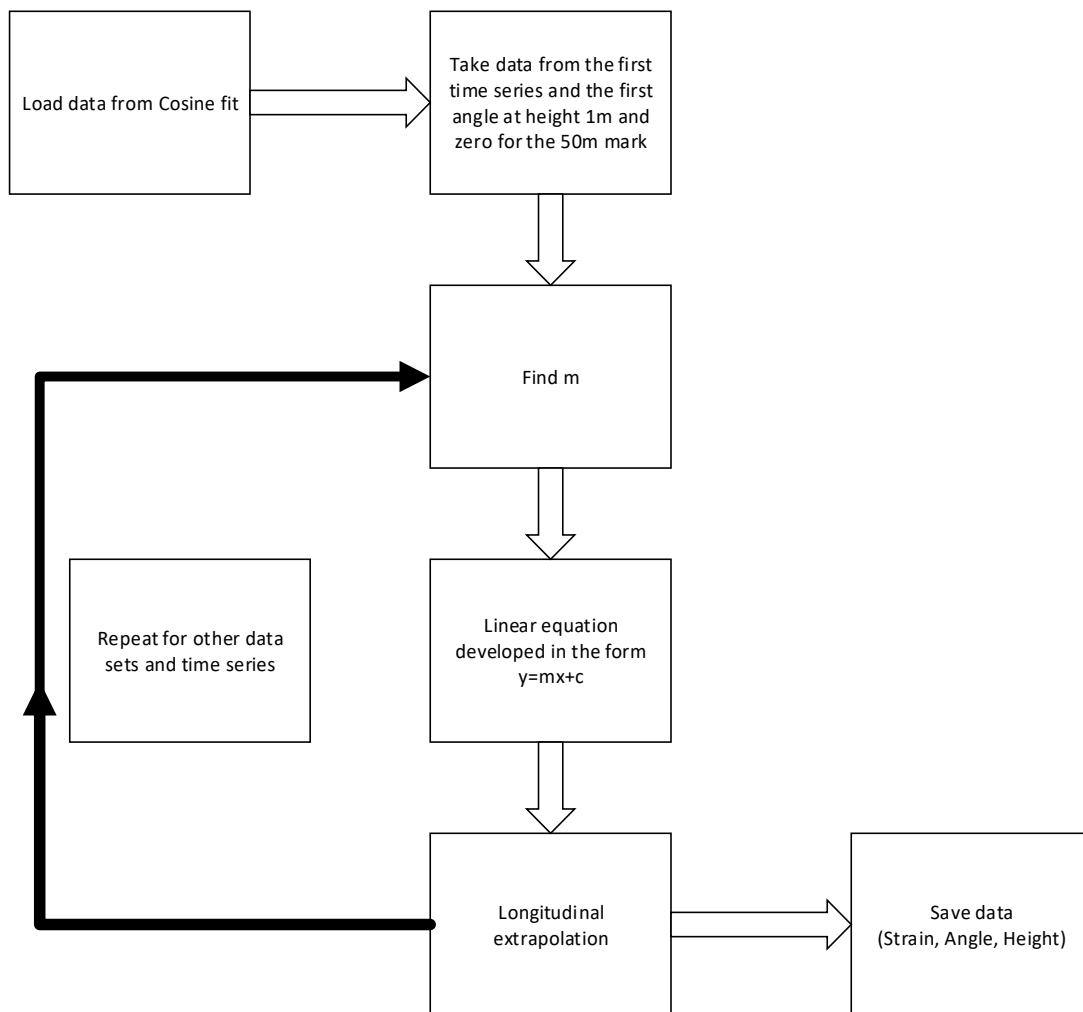 Load data from Cosine fit
Take data from the first
time series and the first
angle at height 1m and
zero for the 50m mark
Find m
Repeat for other data
sets and time series
Linear equation
developed in the form
y=mx+c
Longitudinal
extrapolation
Save data
(Strain, Angle, Height)